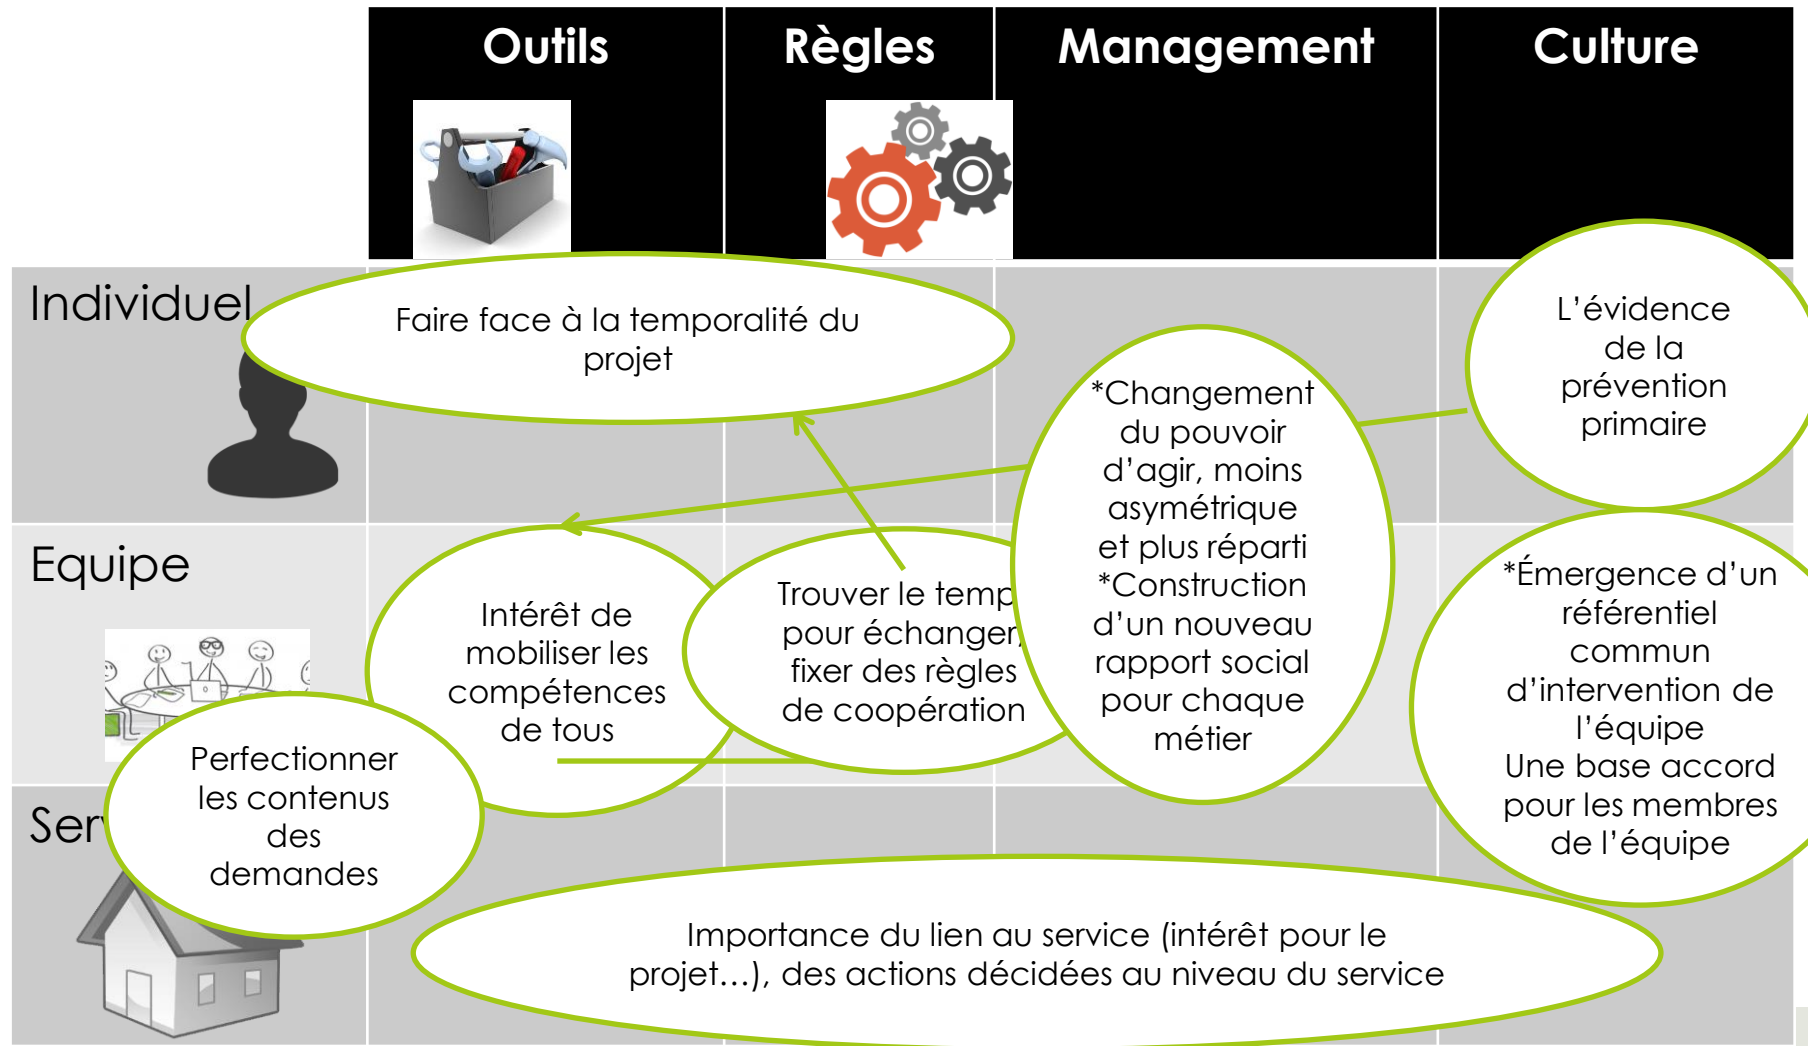 Outils
Règles
Management
Culture
Individuel
Faire face à la temporalité du
projet
L’évidence
de la
prévention
primaire
*Changement
du pouvoir
d’agir, moins
asymétrique
et plus réparti
*Construction
d’un nouveau
rapport social
pour chaque
métier
Equipe
Intérêt de
mobiliser les
compétences
de tous
Trouver le temp
pour échanger,
fixer des règles
de coopération
*Émergence d’un
référentiel
commun
d’intervention de
l’équipe
Une base accord
pour les membres
de l’équipe
Perfectionner
les contenus
des
demandes
Ser
Importance du lien au service (intérêt pour le
projet…), des actions décidées au niveau du service